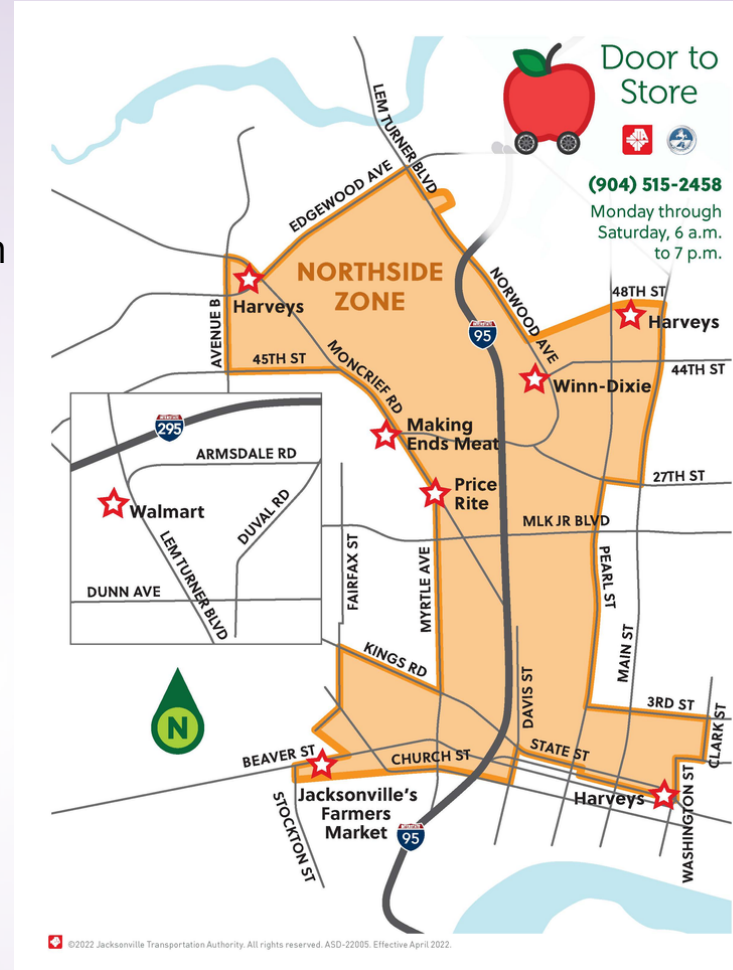 Door to
Store
(904) 515-2458
Monday through
Saturday, 6 a.m.
to 7 p.m.
LEM TURNER BLVD
EDGEWOOD AVE
NORTHSIDE
ZONE
NORWOOD AVE
48TH ST
Harveys
Harveys
AVENUE B
95
45TH ST
MONCRIEF RD
44TH ST
Winn-Dixie
Making
Ends Meat
295
ARMSDALE RD
Walmart
DUVAL RD
LEM TURNER BLVD
DUNN AVE
Price
Rite
27TH ST
MLK JR BLVD
FAIRFAX ST
MYRTLE AVE
PEARL ST
MAIN ST
KINGS RD
N
DAVIS ST
3RD ST
CLARK ST
BEAVER ST
CHURCH ST
STATE ST
Harveys
WASHINGTON ST
Jacksonville's
Farmers
Market
STOCKTON ST
95
©2022 Jacksonville Transportation Authority. All rights reserved. ASD-22005. Effective April 2022.